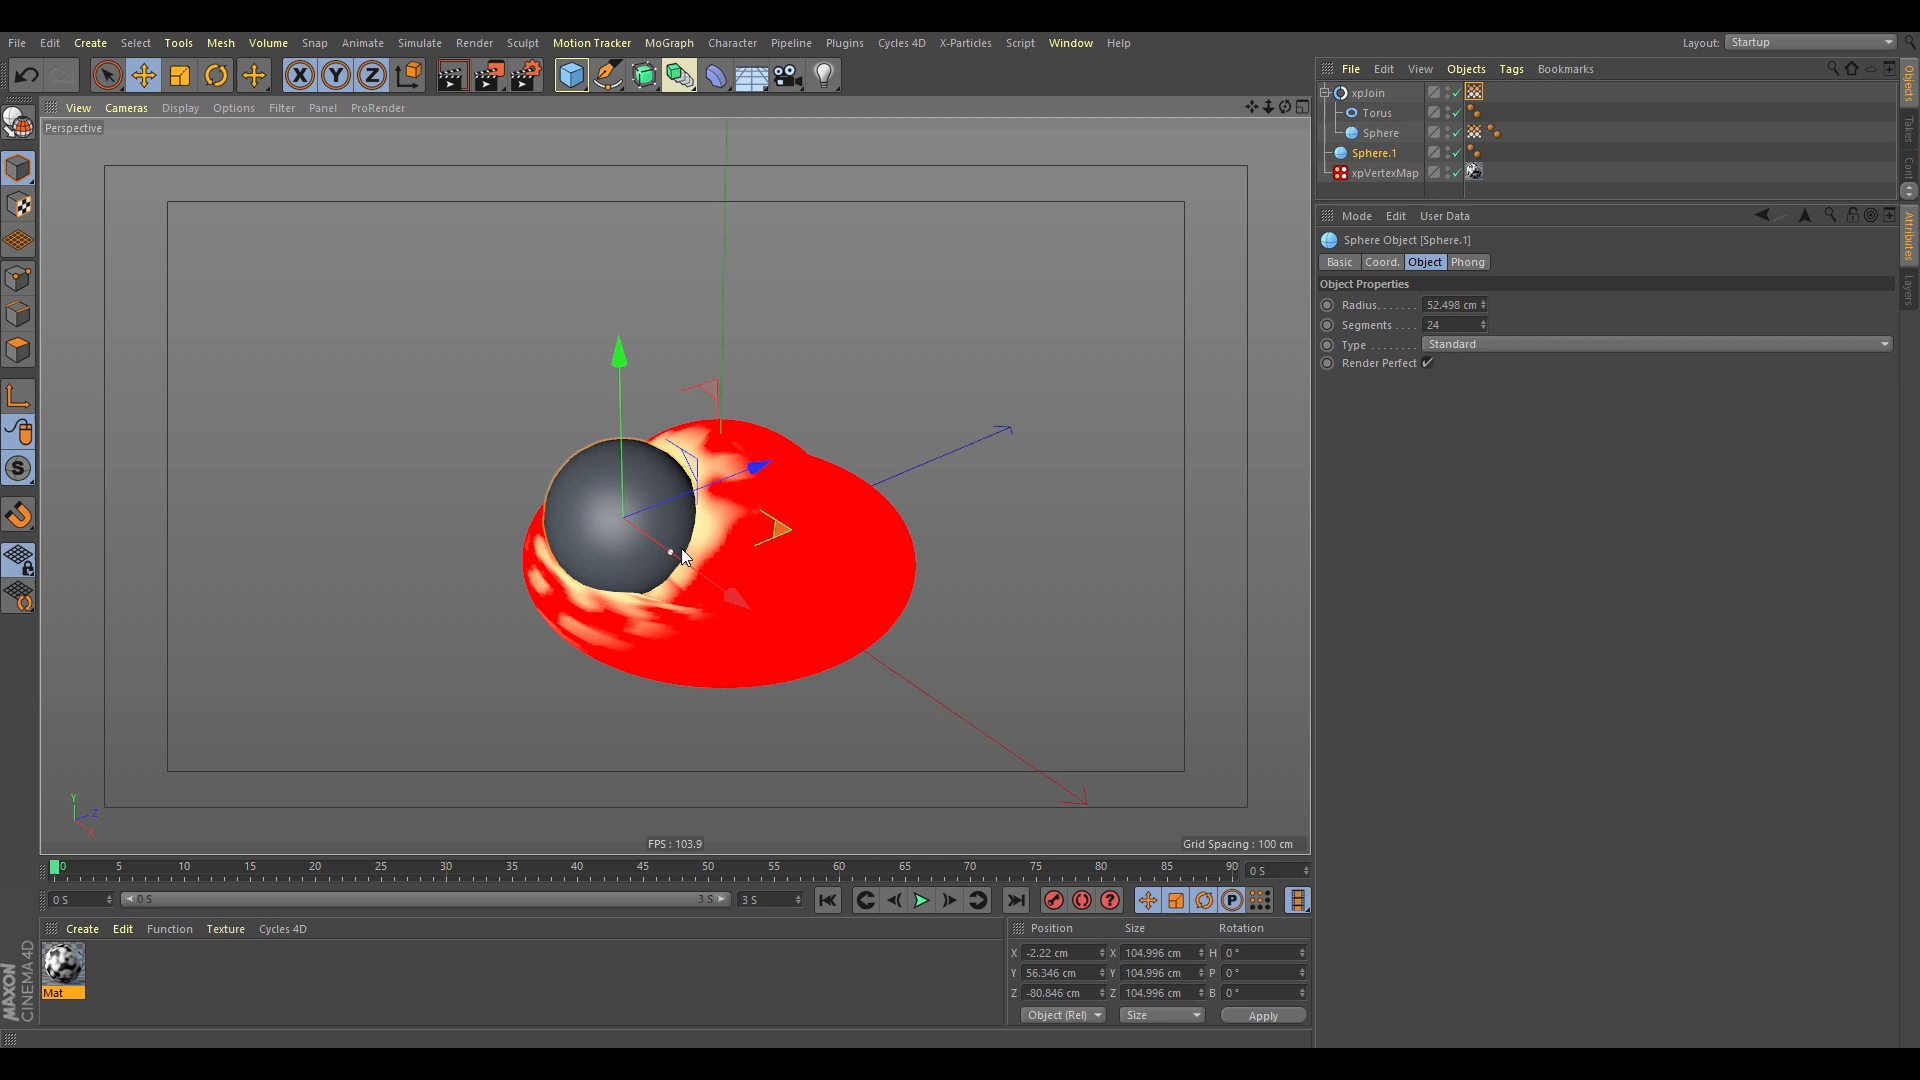 File Edit Create Select Tools Mesh Volume Snap Animate Simulate Render Sculpt Motion Tracker MoGraph Character Pipeline Plugins Cycles 4D X-Particles Script Window Help Layout: Startup
File Edit View Objects Tags Bookmarks
xpJoin
Torus
Sphere
Sphere.1
xpVertexMap
Objects
Takes
Cont
View Cameras Display Options Filter Panel ProRender
Perspective
Mode Edit User Data
Sphere Object [Sphere.1]
Basic Coord. Object Phong
Object Properties
Radius. . . . . . . 52.498 cm
Segments . . . . 24
Type . . . . . . . . Standard
Render Perfect
Attributes
Layers
X Y Z
S
Y
Z
X
FPS : 103.9
Grid Spacing : 100 cm
0 5 10 15 20 25 30 35 40 45 50 55 60 65 70 75 80 85 90 0 S
0 S 0 S 3 S 3 S
? P
Create Edit Function Texture Cycles 4D
Mat
Position Size Rotation
X -2.22 cm X 104.996 cm H 0 °
Y 56.346 cm Y 104.996 cm P 0 °
Z -80.846 cm Z 104.996 cm B 0 °
Object (Rel) Size Apply
MAXON
CINEMA 4D